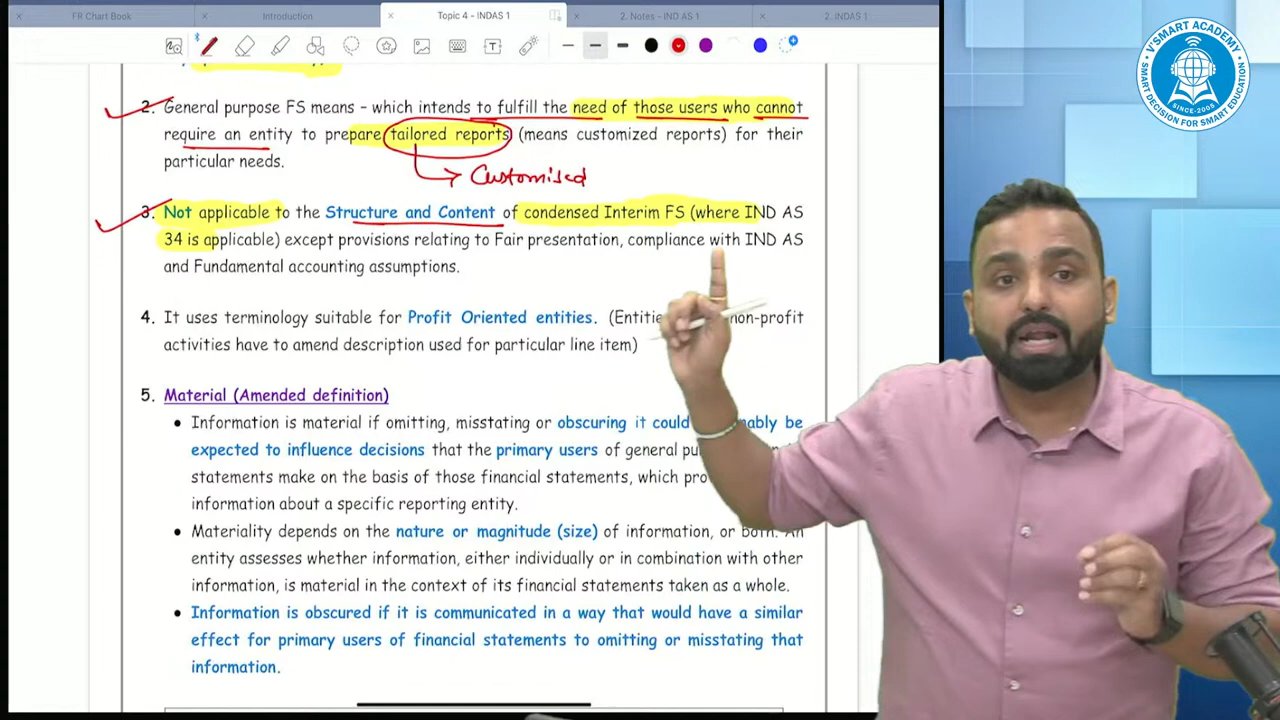 FR Chart Book
Introduction
Topic 4 - INDAS 1
2. Notes - IND AS 1
2. INDAS 1
V'SMART ACADEMY
SINCE-2005
SMART DECISION FOR SMART EDUCATION
2. General purpose FS means – which intends to fulfill the need of those users who cannot
require an entity to prepare tailored reports (means customized reports) for their
particular needs.
Customised
3. Not applicable to the Structure and Content of condensed Interim FS (where IND AS
34 is applicable) except provisions relating to Fair presentation, compliance with IND AS
and Fundamental accounting assumptions.
4. It uses terminology suitable for Profit Oriented entities. (Entities non-profit
activities have to amend description used for particular line item)
5. Material (Amended definition)
• Information is material if omitting, misstating or obscuring it could be
expected to influence decisions that the primary users of general
statements make on the basis of those financial statements, which
information about a specific reporting entity.
• Materiality depends on the nature or magnitude (size) of information, or both. An
entity assesses whether information, either individually or in combination with other
information, is material in the context of its financial statements taken as a whole.
• Information is obscured if it is communicated in a way that would have a similar
effect for primary users of financial statements to omitting or misstating that
information.